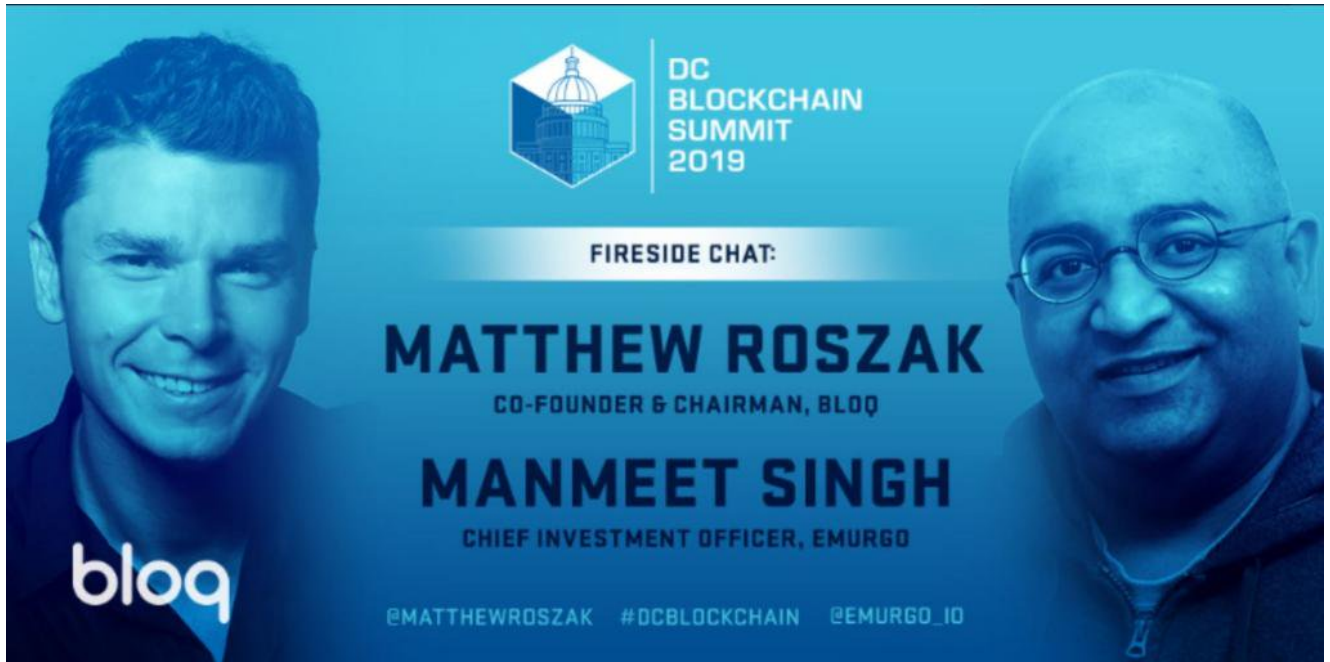 DC
BLOCKCHAIN
SUMMIT
2019
FIRESIDE CHAT:
MATTHEW ROSZAK
CO-FOUNDER & CHAIRMAN, BLOQ
MANMEET SINGH
CHIEF INVESTMENT OFFICER, EMURGO
bloq
@MATTHEWROSZAK #DCBLOCKCHAIN @EMURGO_IO